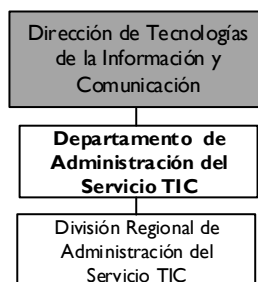 Dirección de Tecnologías
de la Información y
Comunicación
Departamento de
Administración del
Servicio TIC
División Regional de
Administración del
Servicio TIC